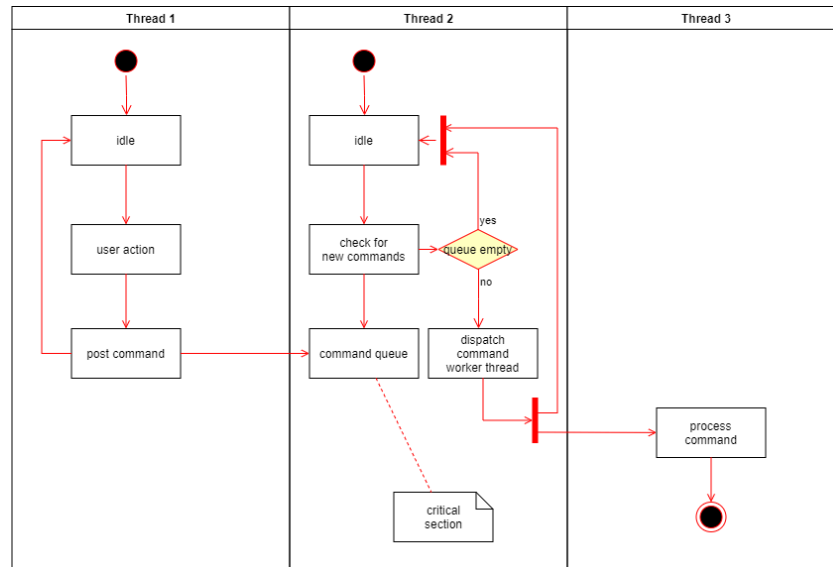 Thread 1
Thread 2
Thread 3
idle
idle
user action
check for
new commands
yes
queue empty
no
post command
command queue
dispatch
command
worker thread
process
command
critical
section